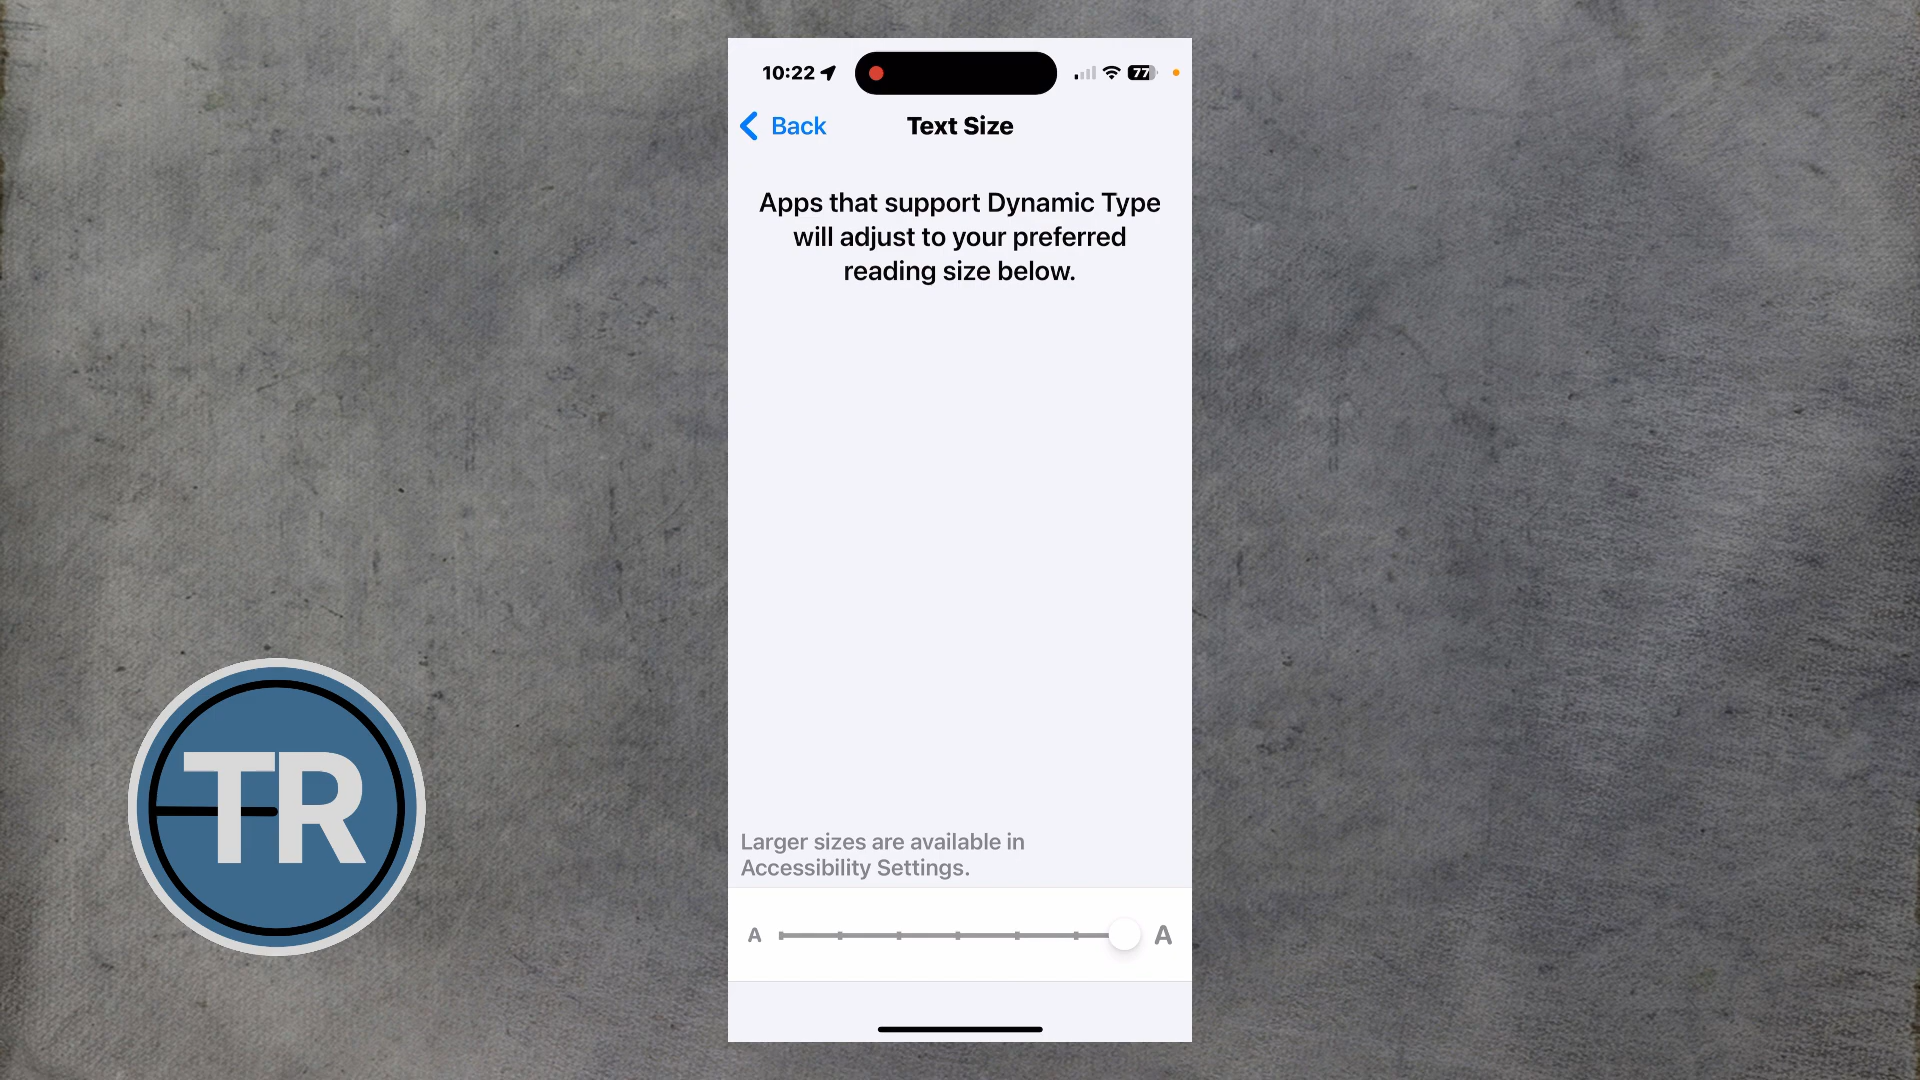 10:22
77
Back
Text Size
Apps that support Dynamic Type
will adjust to your preferred
reading size below.
Larger sizes are available in
Accessibility Settings.
A A
TR